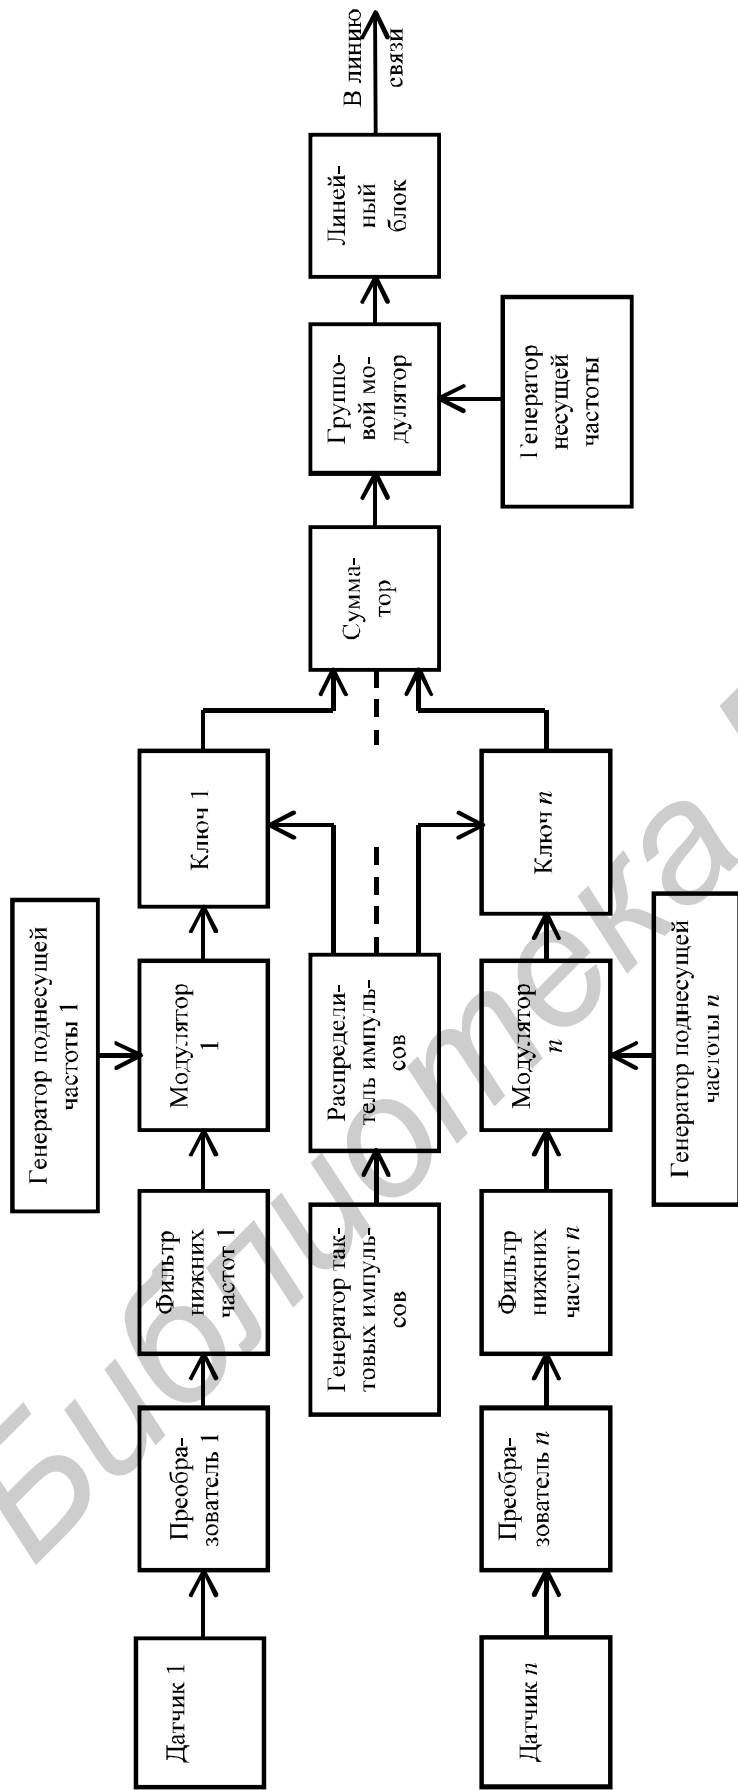 Датчик 1
Преобра-
зователь 1
Фильтр
нижних
частот 1
Генератор поднесущей
частоты 1
Модулятор
1
Ключ 1
Генератор так-
товых импуль-
сов
Распредели-
тель импуль-
сов
Сумма-
тор
Группо-
вой мо-
дулятор
Линей-
ный
блок
В линию
связи
Генератор
несущей
частоты
Датчик n
Преобра-
зователь n
Фильтр
нижних
частот n
Модулятор
n
Ключ n
Генератор поднесущей
частоты n
Библиотека